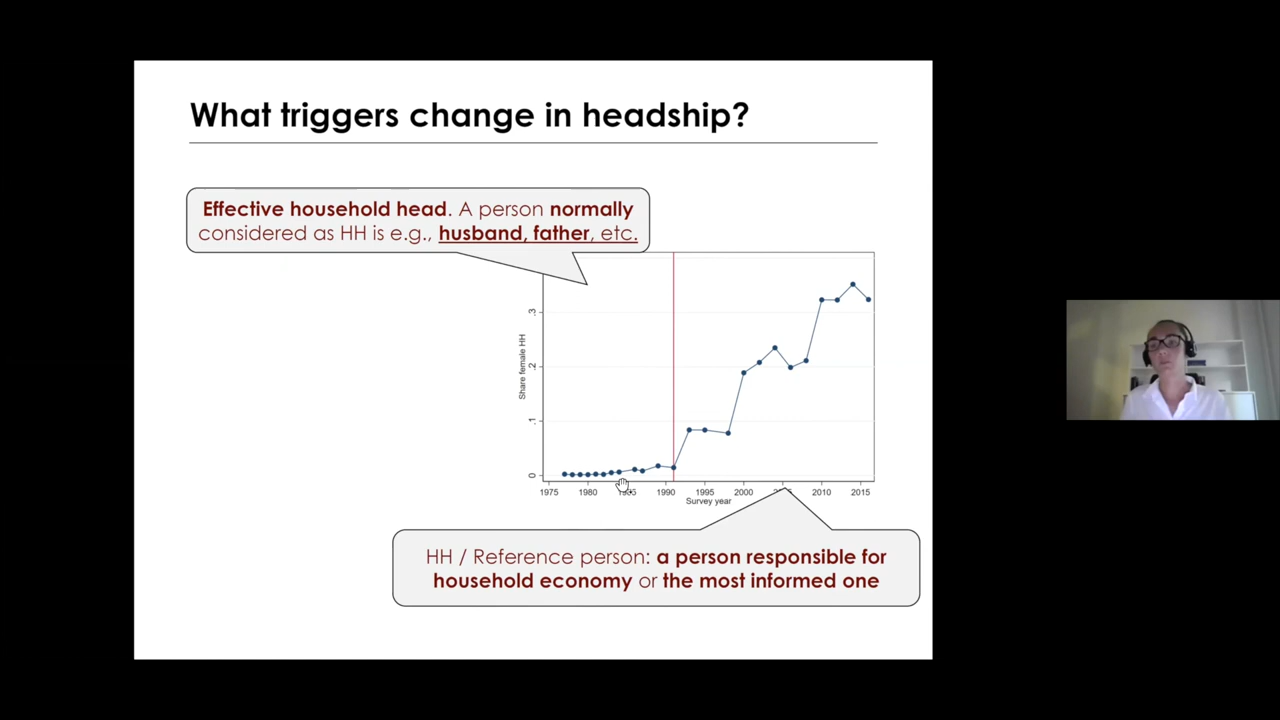 What triggers change in headship?
Effective household head. A person normally
considered as HH is e.g., husband, father, etc.
.3
.2
.1
0
Share female HH
1975 1980 1985 1990 1995 2000 2010 2015
Survey year
HH / Reference person: a person responsible for
household economy or the most informed one